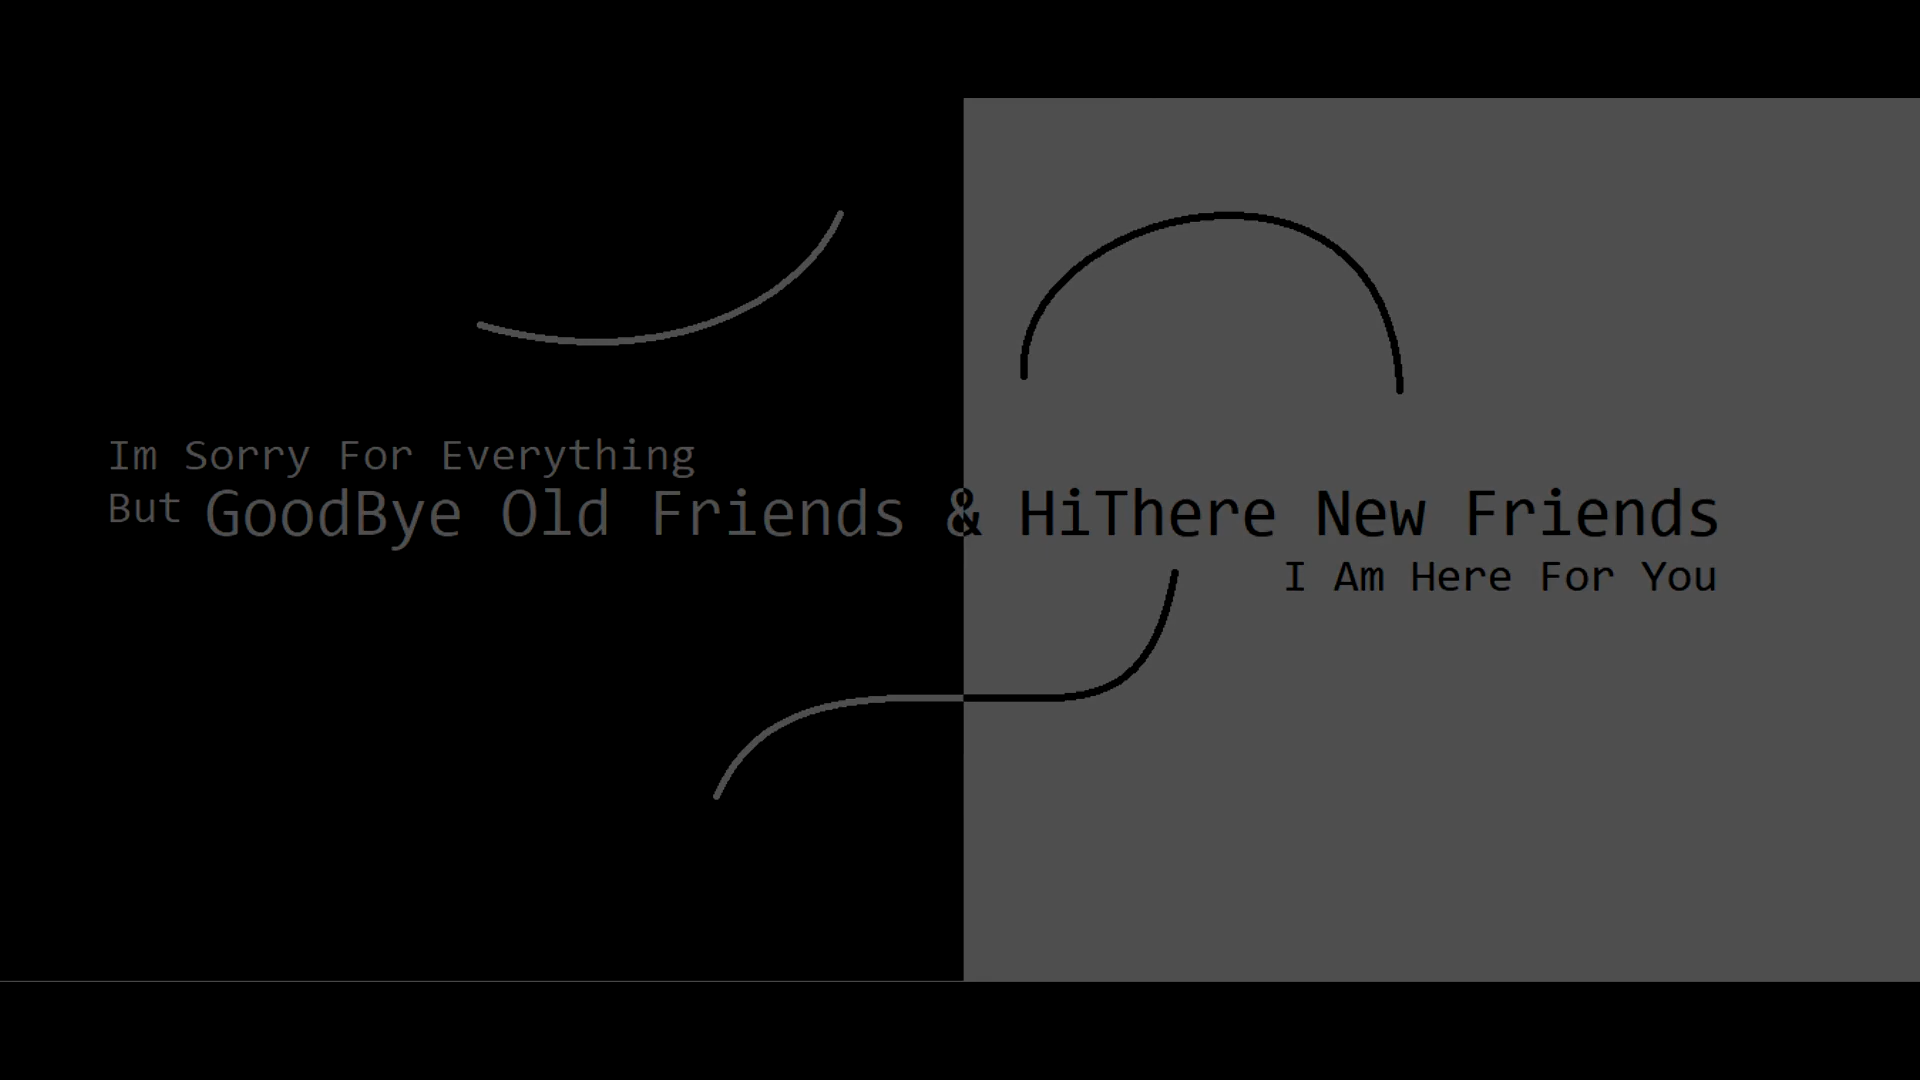 Im Sorry For Everything
But GoodBye Old Friends & HiThere New Friends
I Am Here For You